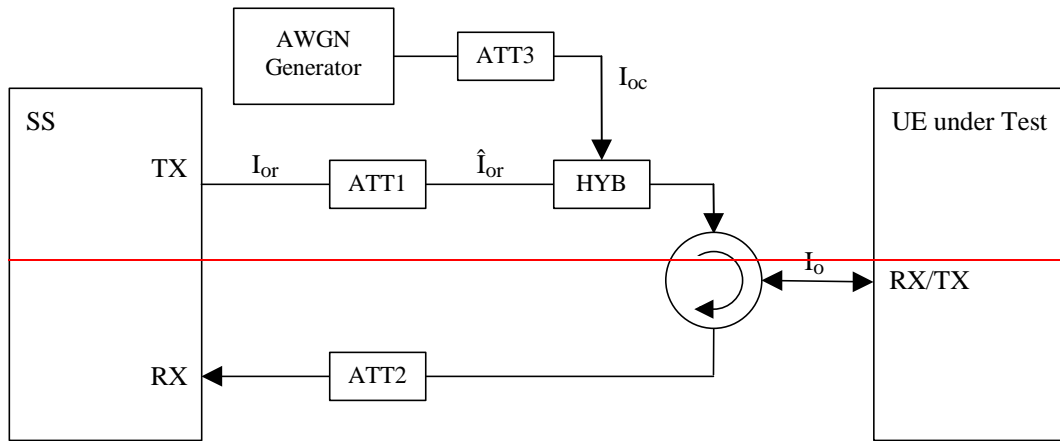 AWGN
Generator
ATT3
I_oc
SS
UE under Test
TX
I_or
ATT1
Î_or
HYB
I_o
RX/TX
RX
ATT2